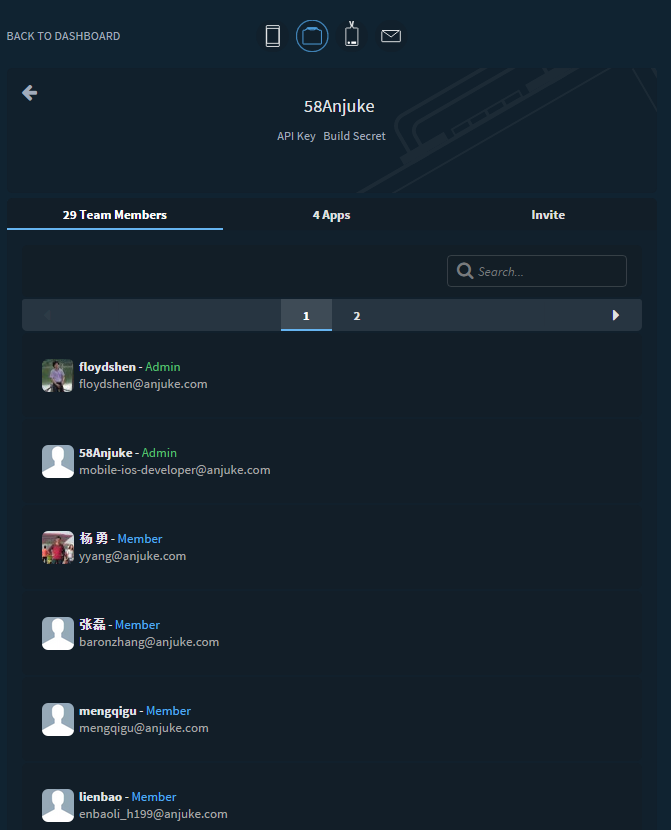 BACK TO DASHBOARD
58Anjuke
API Key Build Secret
29 Team Members 4 Apps Invite
Search...
1 2
floydshen - Admin
floydshen@anjuke.com
58Anjuke - Admin
mobile-ios-developer@anjuke.com
杨 勇 - Member
yyang@anjuke.com
张磊 - Member
baronzhang@anjuke.com
mengqigu - Member
mengqigu@anjuke.com
lienbao - Member
enbaoli_h199@anjuke.com